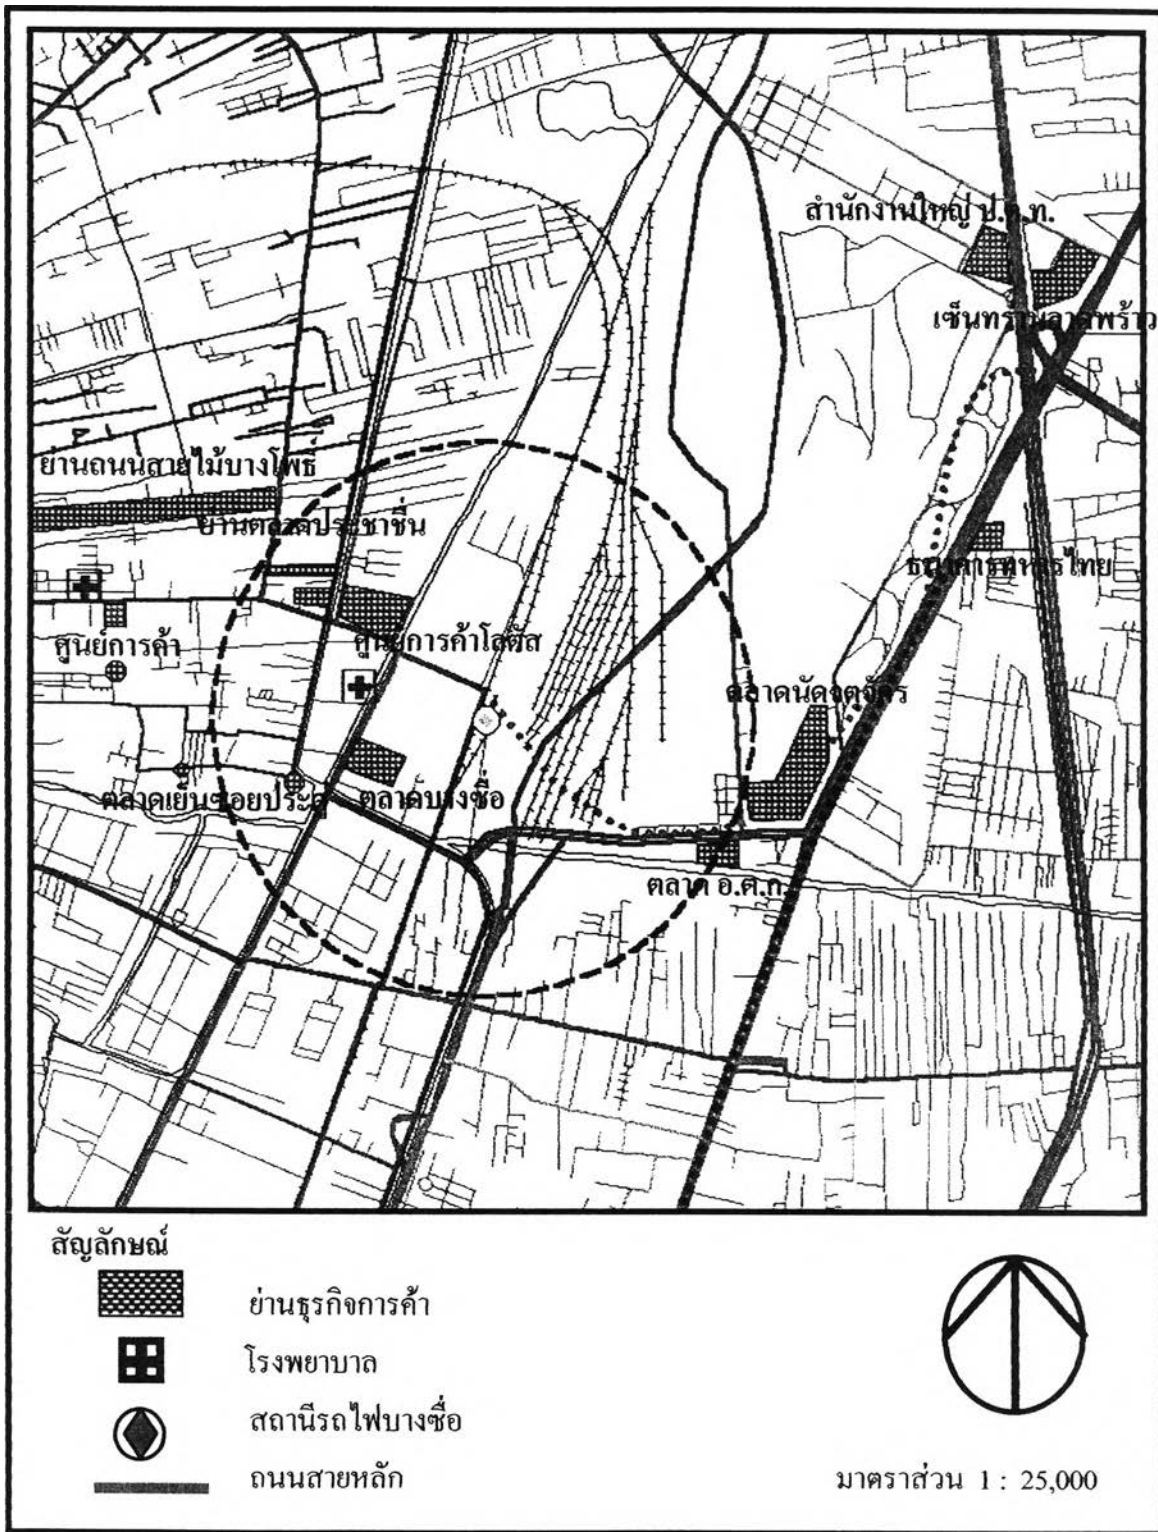 สำนักงานใหญ่ ป.ต.ท.
เซ็นทรัลลาดพร้าว
ย่านถนนสายไม้บางโพธิ์
ย่านตลาดประชาชื่น
ธนาคารทหารไทย
ศูนย์การค้า
ศูนย์การค้าโลตัส
ตลาดนัดจตุจักร
ตลาดเย็นซอยประดู่
ตลาดบางซื่อ
ตลาด อ.ต.ก.
สัญลักษณ์
ย่านธุรกิจการค้า
โรงพยาบาล
สถานีรถไฟบางซื่อ
ถนนสายหลัก
มาตราส่วน 1 : 25,000